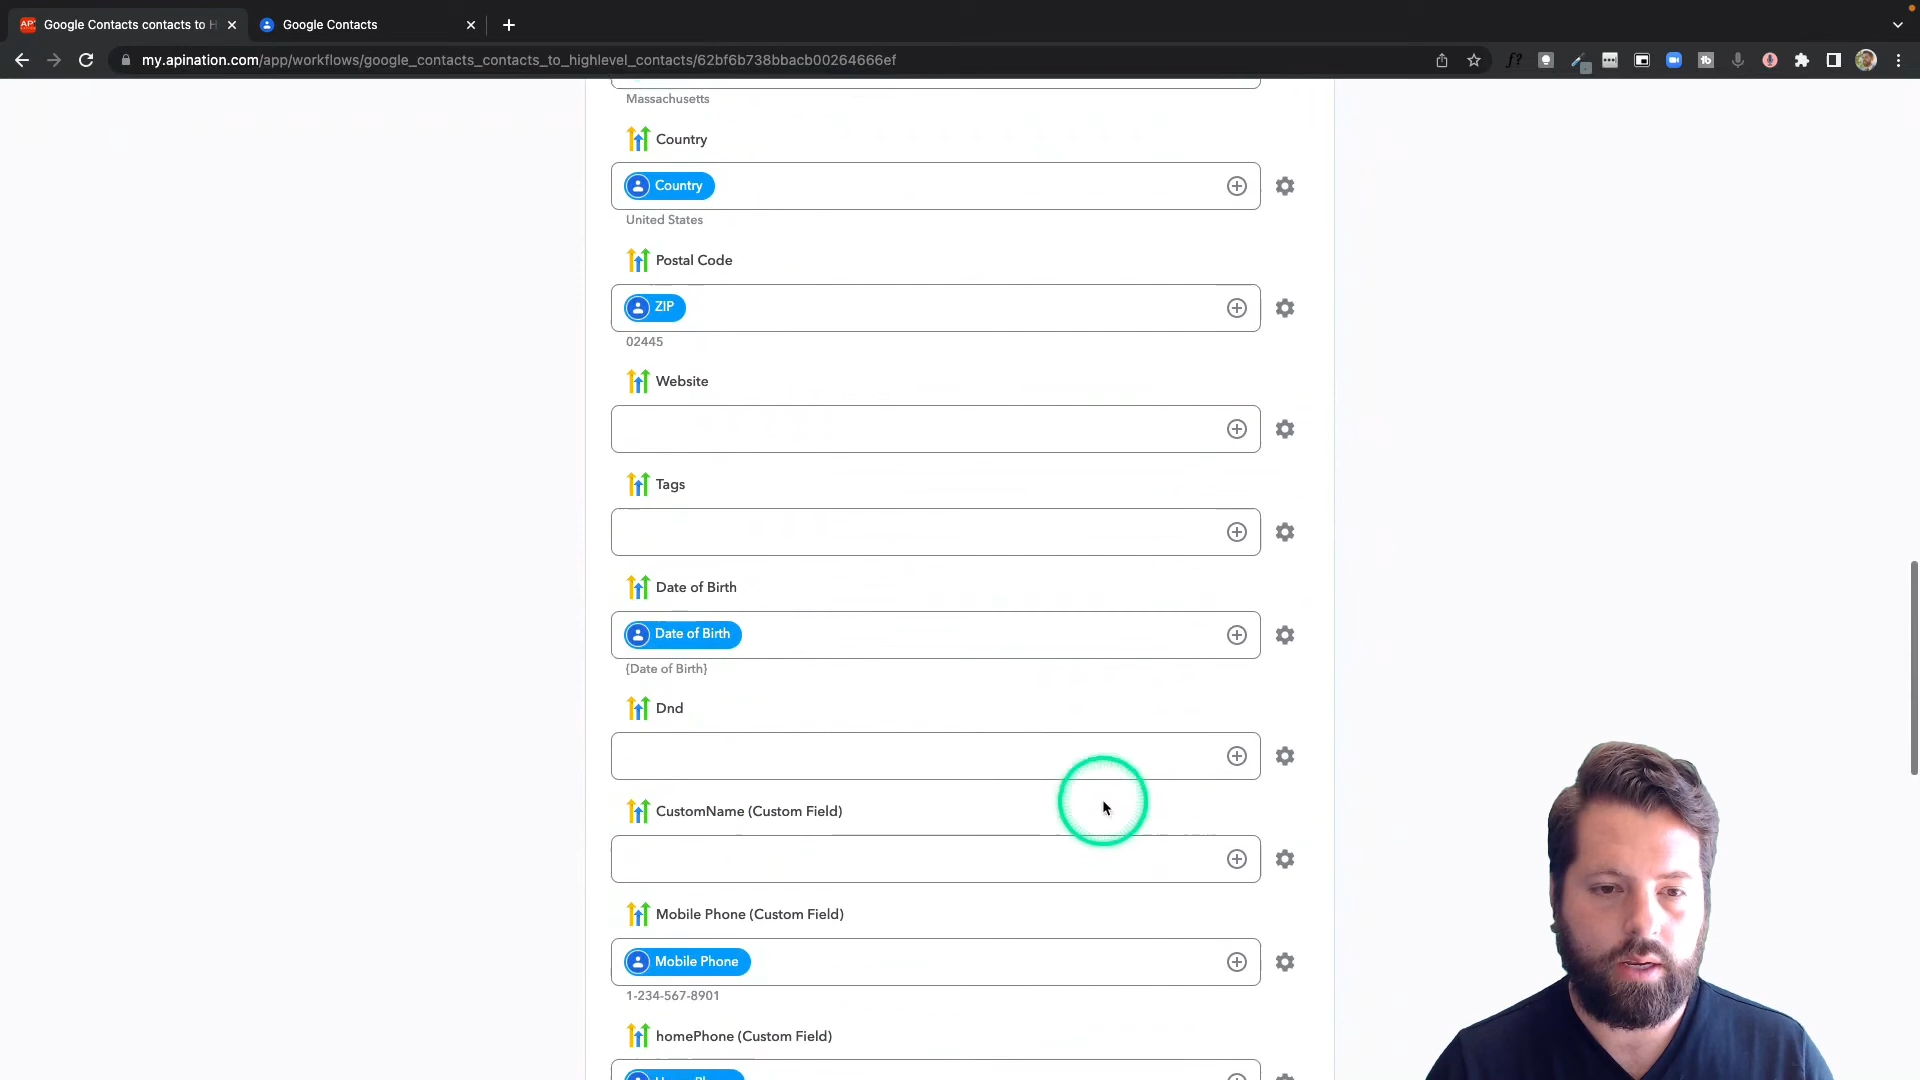 Google Contacts contacts to H
Google Contacts
my.apination.com/app/workflows/google_contacts_contacts_to_highlevel_contacts/62bf6b738bbacb00264666ef
Massachusetts
Country
Country
United States
Postal Code
ZIP
02445
Website
Tags
Date of Birth
Date of Birth
{Date of Birth}
Dnd
CustomName (Custom Field)
Mobile Phone (Custom Field)
Mobile Phone
1-234-567-8901
homePhone (Custom Field)